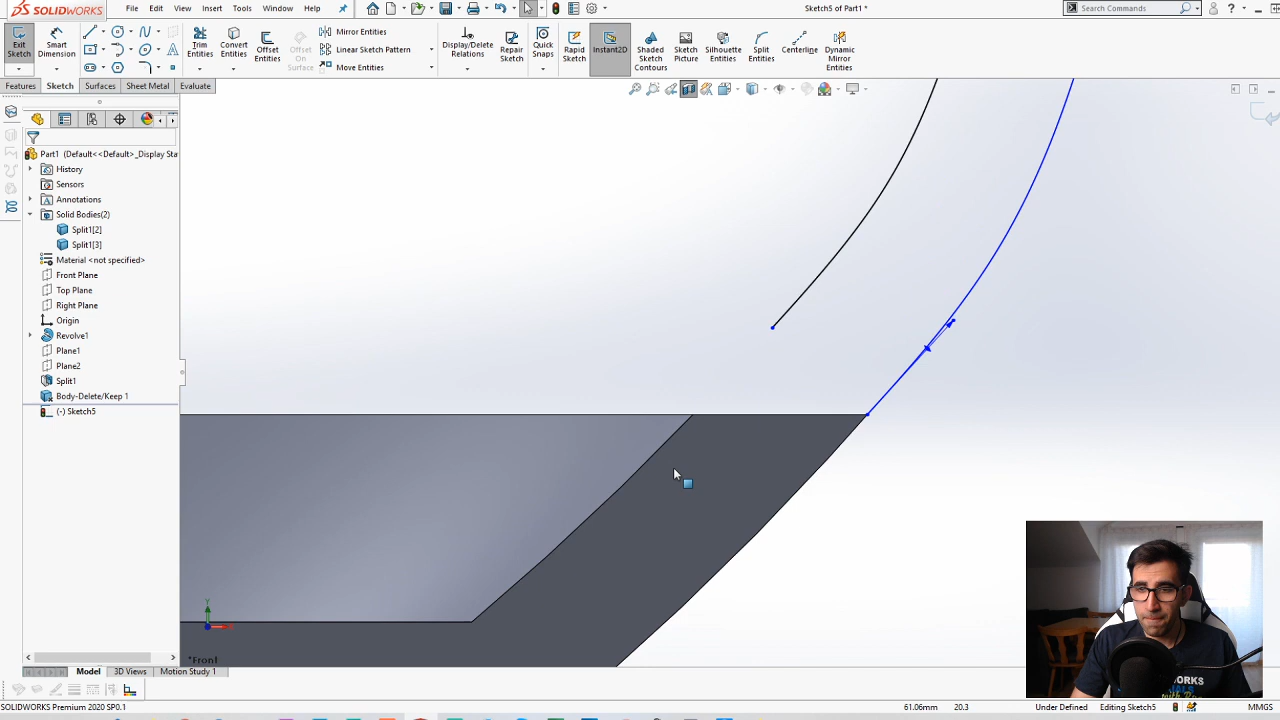 SOLIDWORKS File Edit View Insert Tools Window Help Sketch5 of Part1 * Search Commands
Exit Sketch
Smart Dimension
Trim Entities
Convert Entities
Offset Entities
Offset On Surface
Mirror Entities
Linear Sketch Pattern
Move Entities
Display/Delete Relations
Repair Sketch
Quick Snaps
Rapid Sketch
Instant2D
Shaded Sketch Contours
Sketch Picture
Silhouette Entities
Split Entities
Centerline
Dynamic Mirror Entities
Features Sketch Surfaces Sheet Metal Evaluate
Part1 (Default<<Default>_Display Sta
History
Sensors
Annotations
Solid Bodies(2)
Split1[2]
Split1[3]
Material <not specified>
Front Plane
Top Plane
Right Plane
Origin
Revolve1
Plane1
Plane2
Split1
Body-Delete/Keep 1
(-) Sketch5
Y
*Front
Model 3D Views Motion Study 1
SOLIDWORKS Premium 2020 SP0.1 61.06mm 20.3 Under Defined Editing Sketch5 MMGS